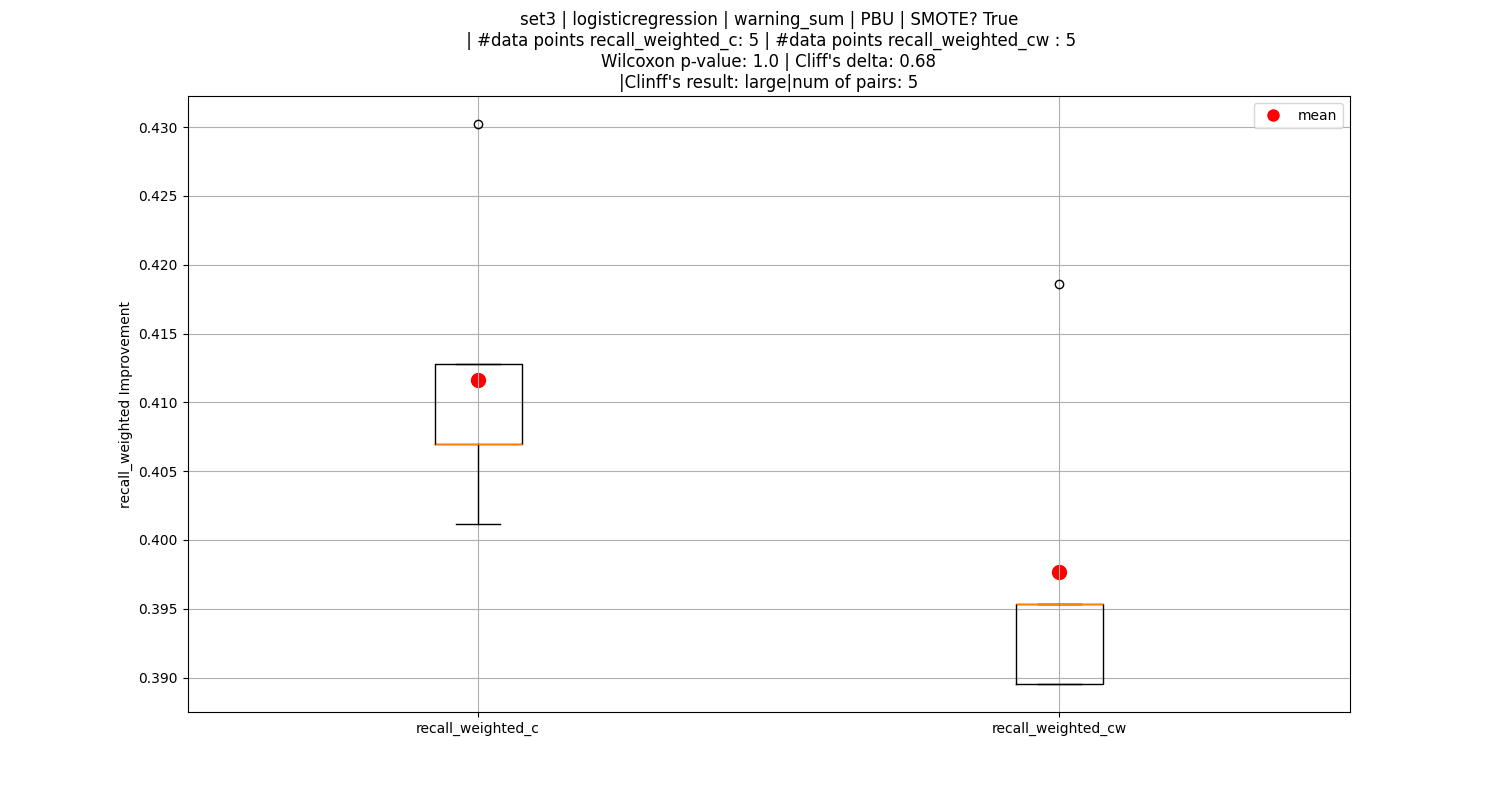 set3 | logisticregression | warning_sum | PBU | SMOTE? True
| #data points recall_weighted_c: 5 | #data points recall_weighted_cw : 5
Wilcoxon p-value: 1.0 | Cliff's delta: 0.68
|Clinff's result: large|num of pairs: 5
mean
0.430
0.425
0.420
0.415
0.410
0.405
0.400
0.395
0.390
recall_weighted Improvement
recall_weighted_c
recall_weighted_cw